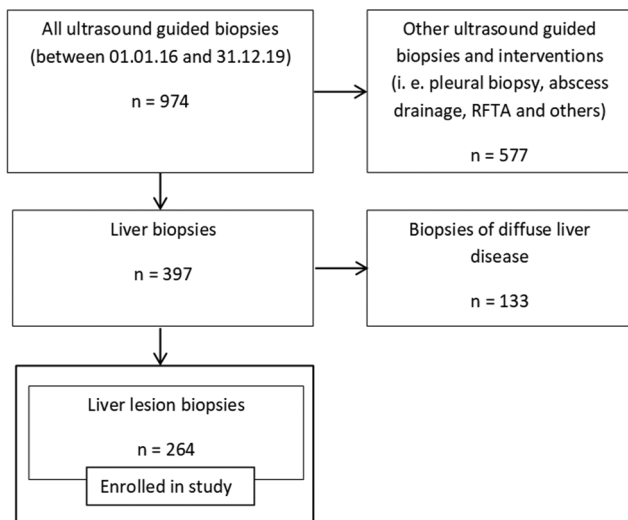 All ultrasound guided biopsies
(between 01.01.16 and 31.12.19)
n = 974
Other ultrasound guided
biopsies and interventions
(i. e. pleural biopsy, abscess
drainage, RFTA and others)
n = 577
Liver biopsies
n = 397
Biopsies of diffuse liver
disease
n = 133
Liver lesion biopsies
n = 264
Enrolled in study